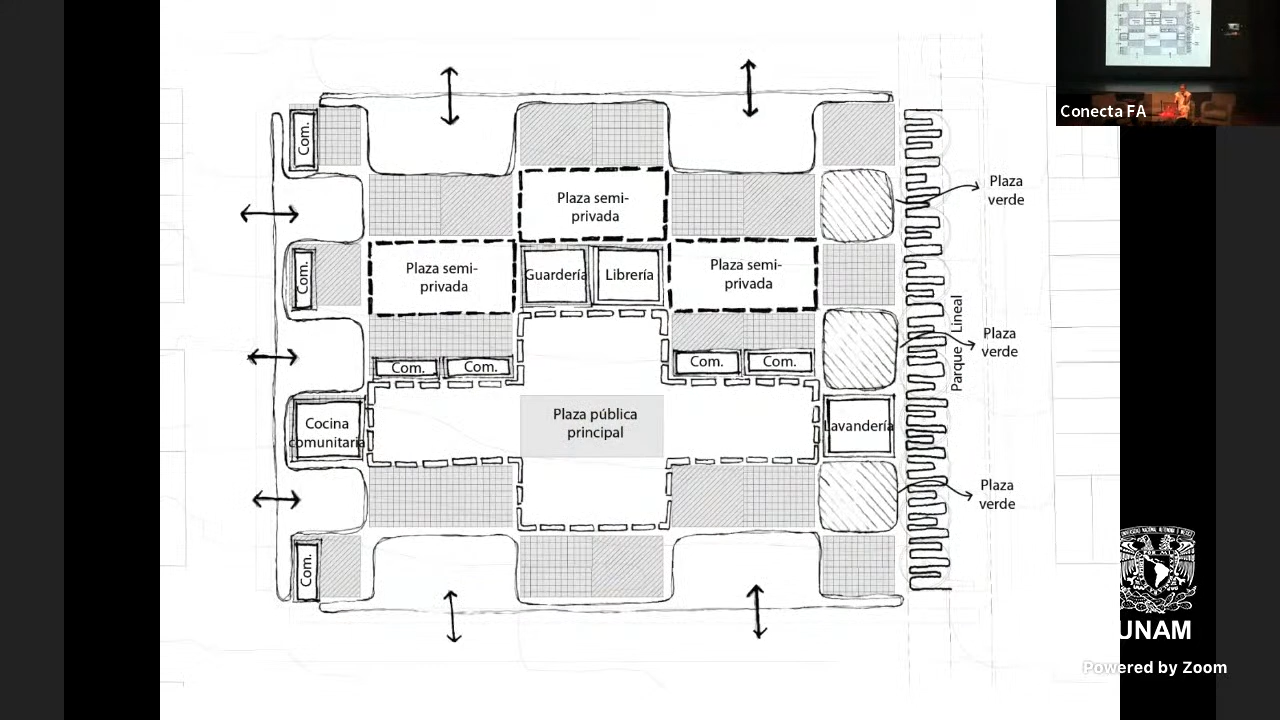 Conecta FA
Com.
Plaza semi-
privada
Plaza
verde
Com.
Plaza semi-
privada
Guardería
Librería
Plaza semi-
privada
Com.
Com.
Com.
Com.
Parque Lineal
Plaza
verde
Cocina
comunitaria
Plaza pública
principal
Lavandería
Plaza
verde
Com.
UNAM
Powered by Zoom